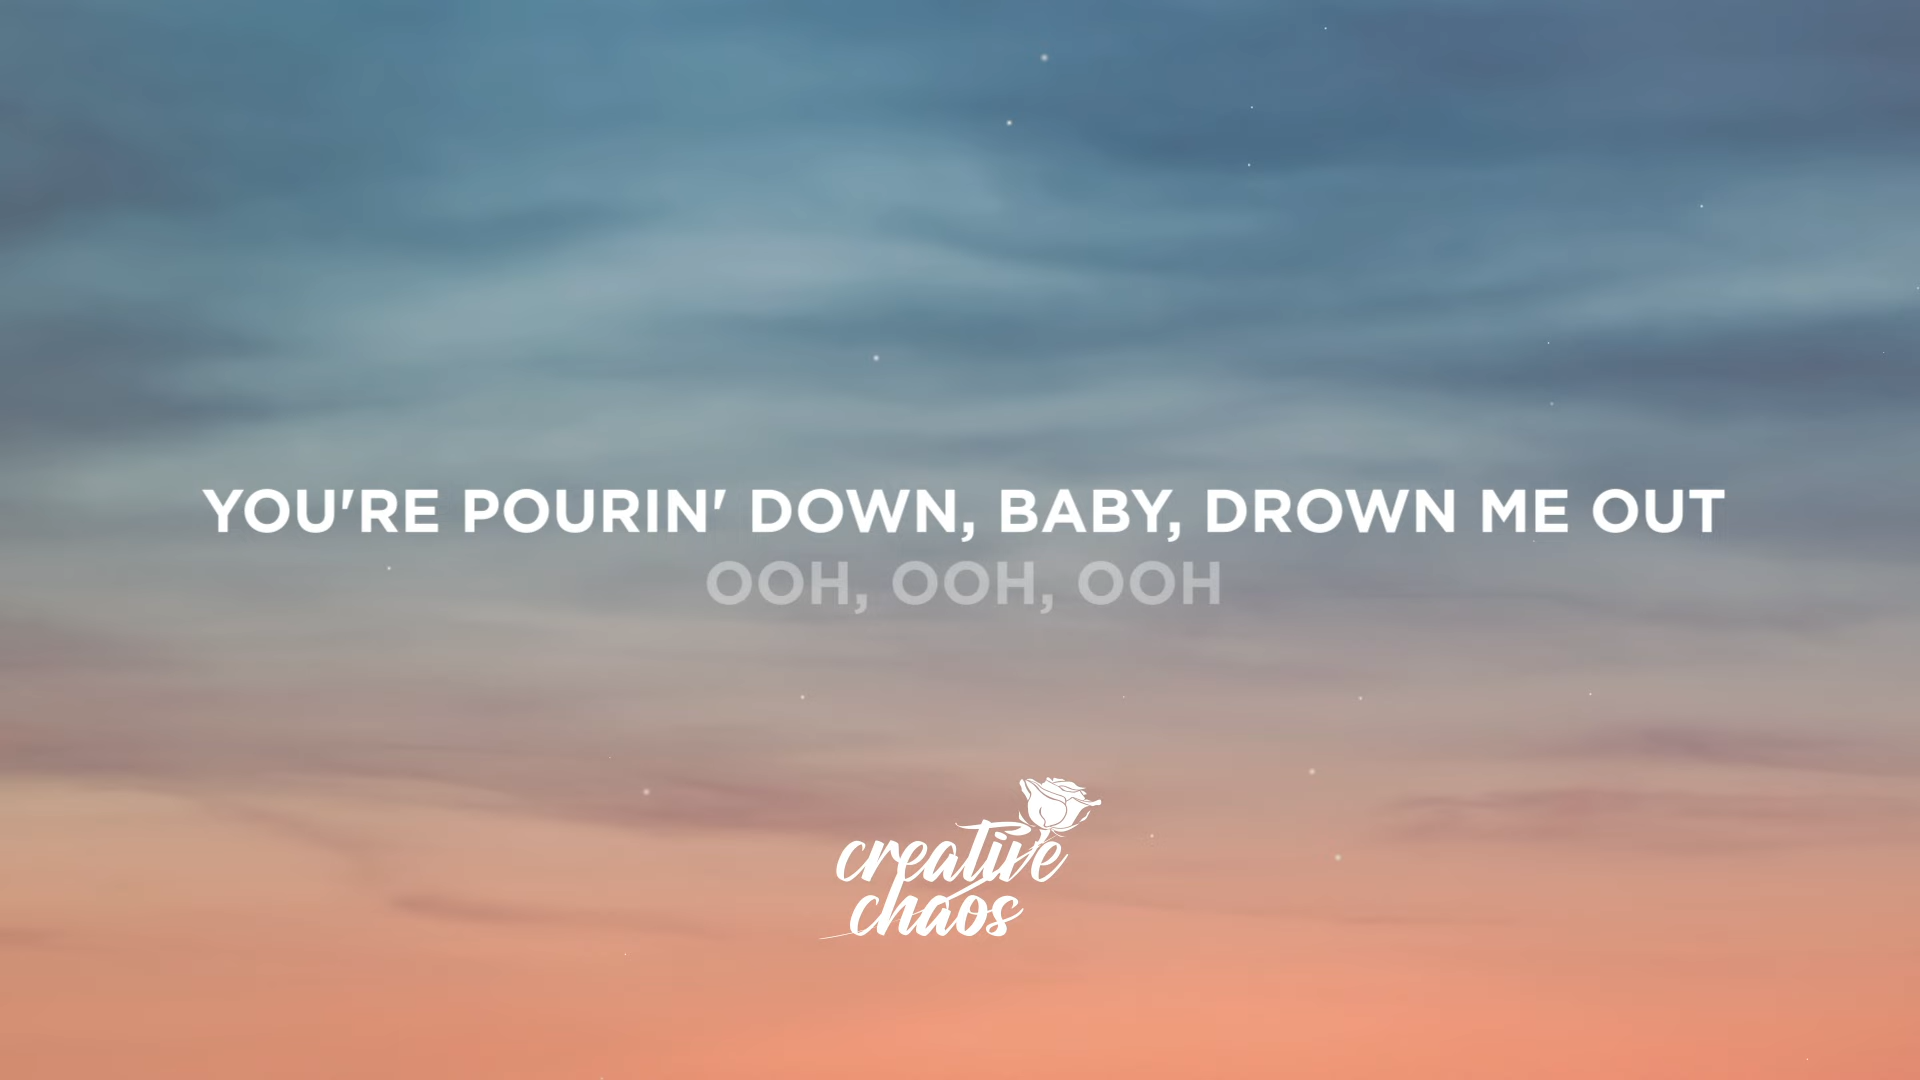 YOU'RE POURIN' DOWN, BABY, DROWN ME OUT
OOH, OOH, OOH
creative
chaos